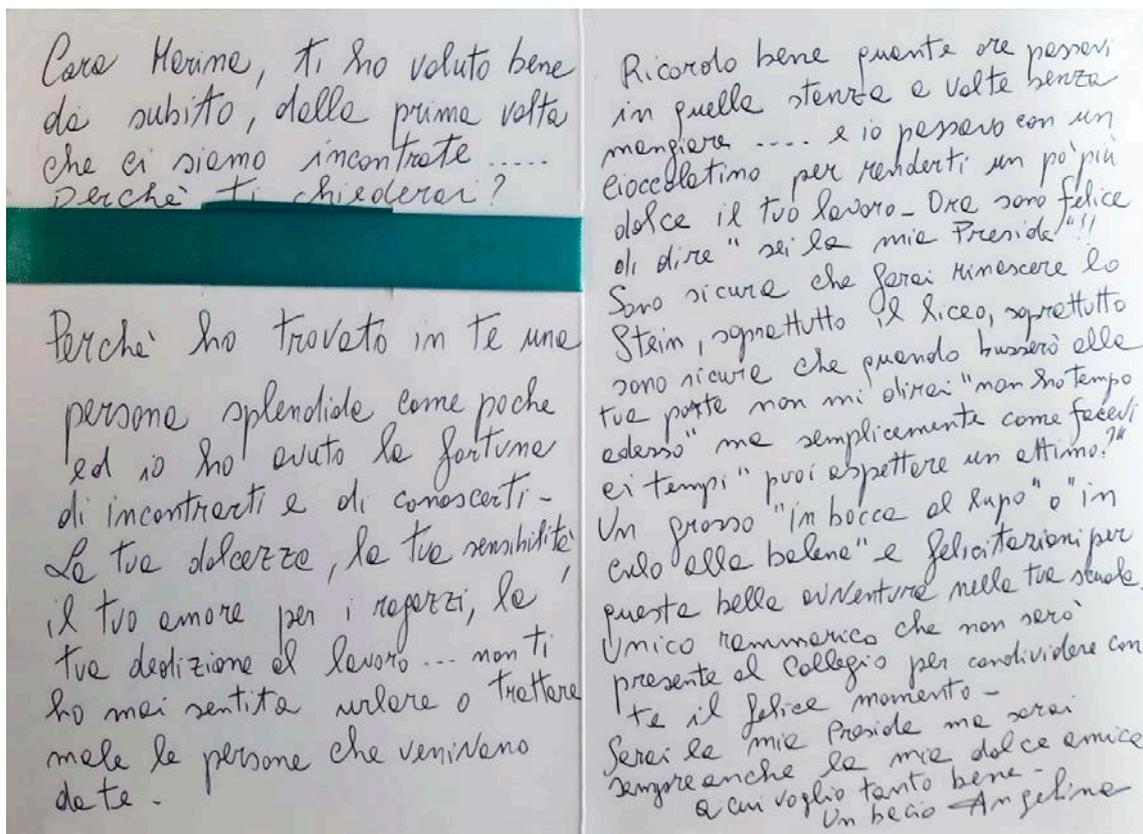 Cara Marina, ti ho voluto bene
da subito, dalla prima volta
che ci siamo incontrate .....
Perchè ti chiederai?
Perchè ho trovato in te una
persona splendida come poche
ed io ho avuto la fortuna
di incontrarti e di conoscerti -
La tua dolcezza, la tua sensibilità,
il tuo amore per i ragazzi, la
tua dedizione al lavoro ... non ti
ho mai sentita urlare o trattare
male le persone che venivano
da te.
Ricordo bene quante ore passavi
in quella stanza a volte senza
mangiare .... e io passavo con un
cioccolatino per renderti un po' più
dolce il tuo lavoro - Ora sono felice
di dire "sei la mia Preside"!!
Sono sicura che farai rinascere lo
Stein, soprattutto il liceo, soprattutto
sono sicura che quando busserò alla
tua porta non mi dirai "non ho tempo
adesso" ma semplicemente come facevi
ai tempi "puoi aspettare un attimo?"
Un grosso "in bocca al lupo" o "in
culo alla balena" e felicitazioni per
questa bella avventura nella tua scuola
Unico rammarico che non sarò
presente al Collegio per condividere con
te il felice momento -
Sarai la mia Preside ma sarai
sempre anche la mia dolce amica
a cui voglio tanto bene -
Un bacio Angelina